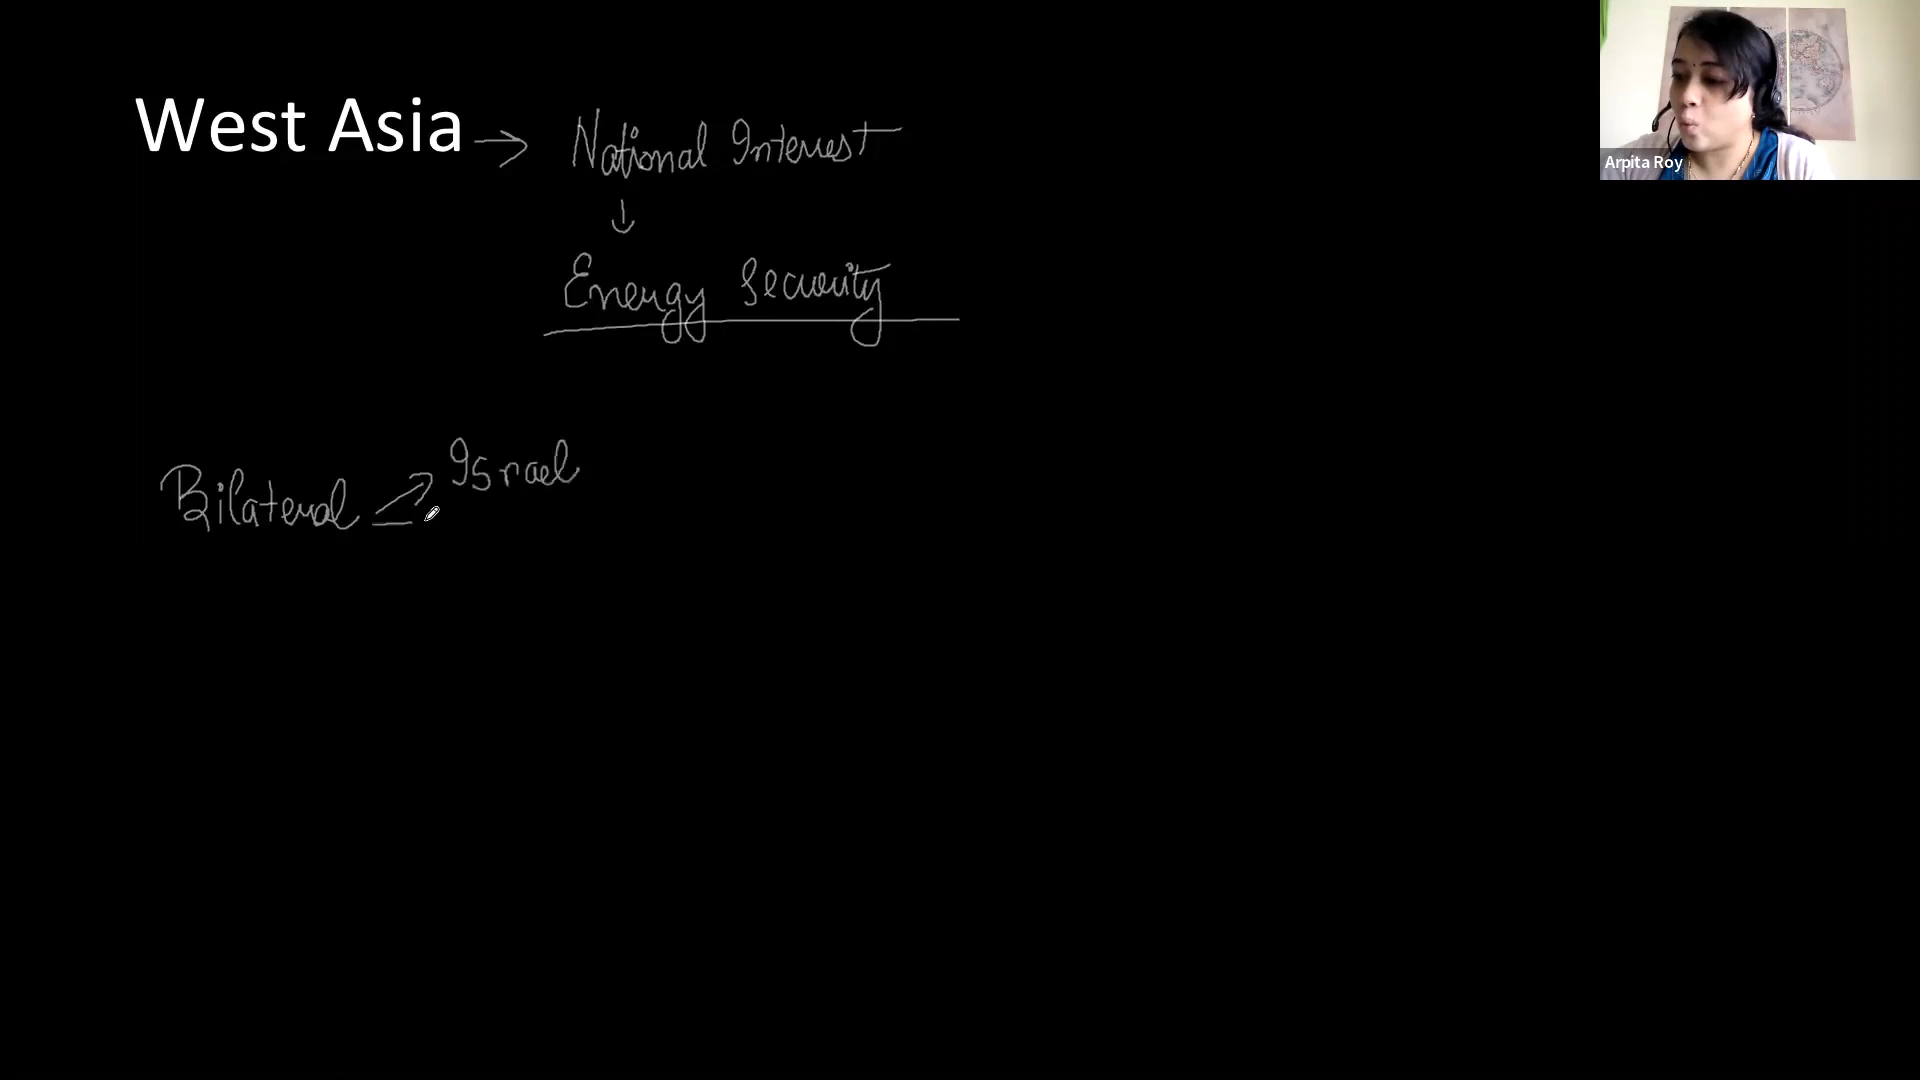 West Asia → National Interest
↓
Energy Security
Bilateral → Israel
Arpita Roy